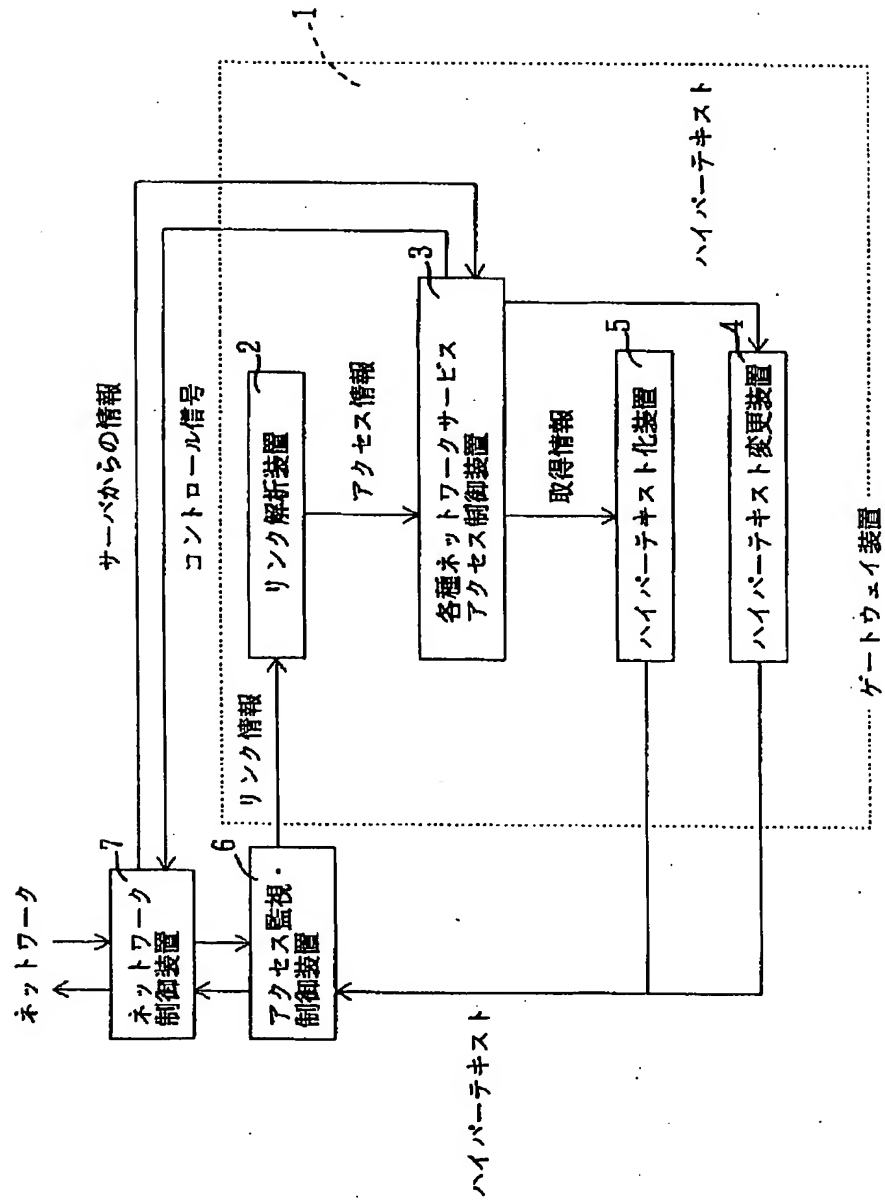 ネットワーク
7
ネットワーク
制御装置
サーバからの情報
コントロール信号
1
6
アクセス監視・
制御装置
リンク情報
2
リンク解析装置
アクセス情報
3
各種ネットワークサービス
アクセス制御装置
取得情報
ハイパーテキスト
5
ハイパーテキスト化装置
4
ハイパーテキスト変更装置
ハイパーテキスト
ゲートウェイ装置